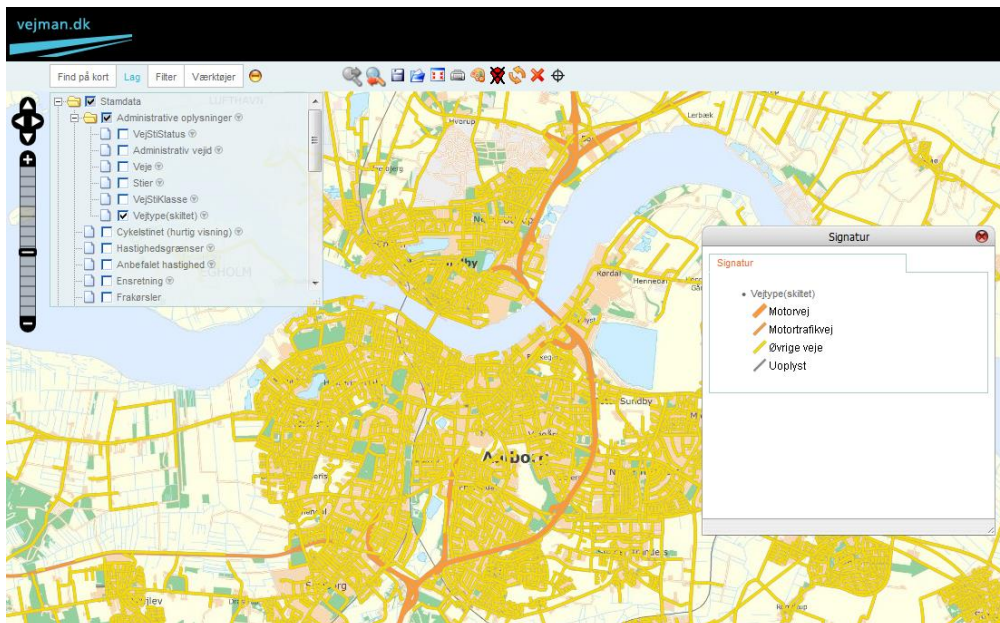 vejman.dk
Find på kort Lag Filter Værktøjer
Stamdata
LUFTHAVN
Administrative oplysninger
VejStiStatus
Administrativ vejid
Veje
Stier
VejStiKlasse
Vejtype(skiltet)
Cykelstinet (hurtig visning)
Hastighedsgrænser
Anbefalet hastighed
EGHOLM
Ensretning
Frakørsler
Lerbæk
Rørdal
Signatur
Signatur
Vejtype(skiltet)
Motorvej
Motortrafikvej
Øvrige veje
Uoplyst
Sundby